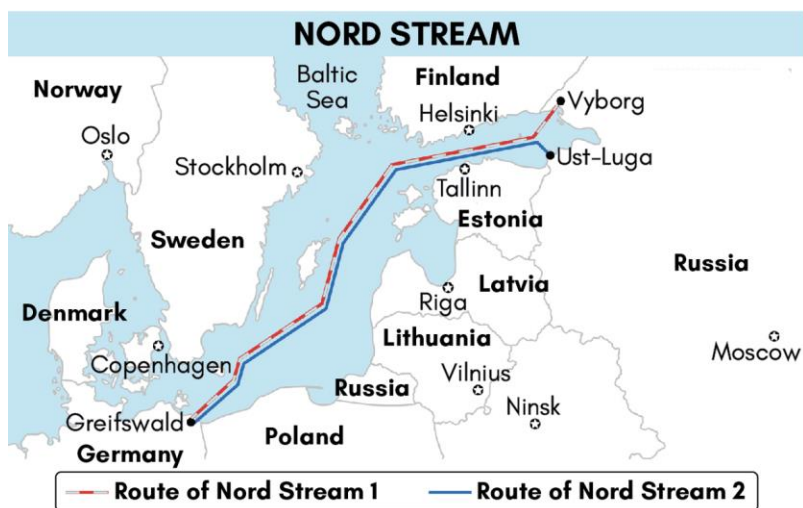 NORD STREAM
Baltic
Sea
Finland
Norway
Helsinki
Vyborg
Oslo
Stockholm
Ust-Luga
Tallinn
Estonia
Sweden
Russia
Latvia
Riga
Denmark
Lithuania
Moscow
Copenhagen
Vilnius
Russia
Ninsk
Greifswald
Poland
Germany
Route of Nord Stream 1
Route of Nord Stream 2